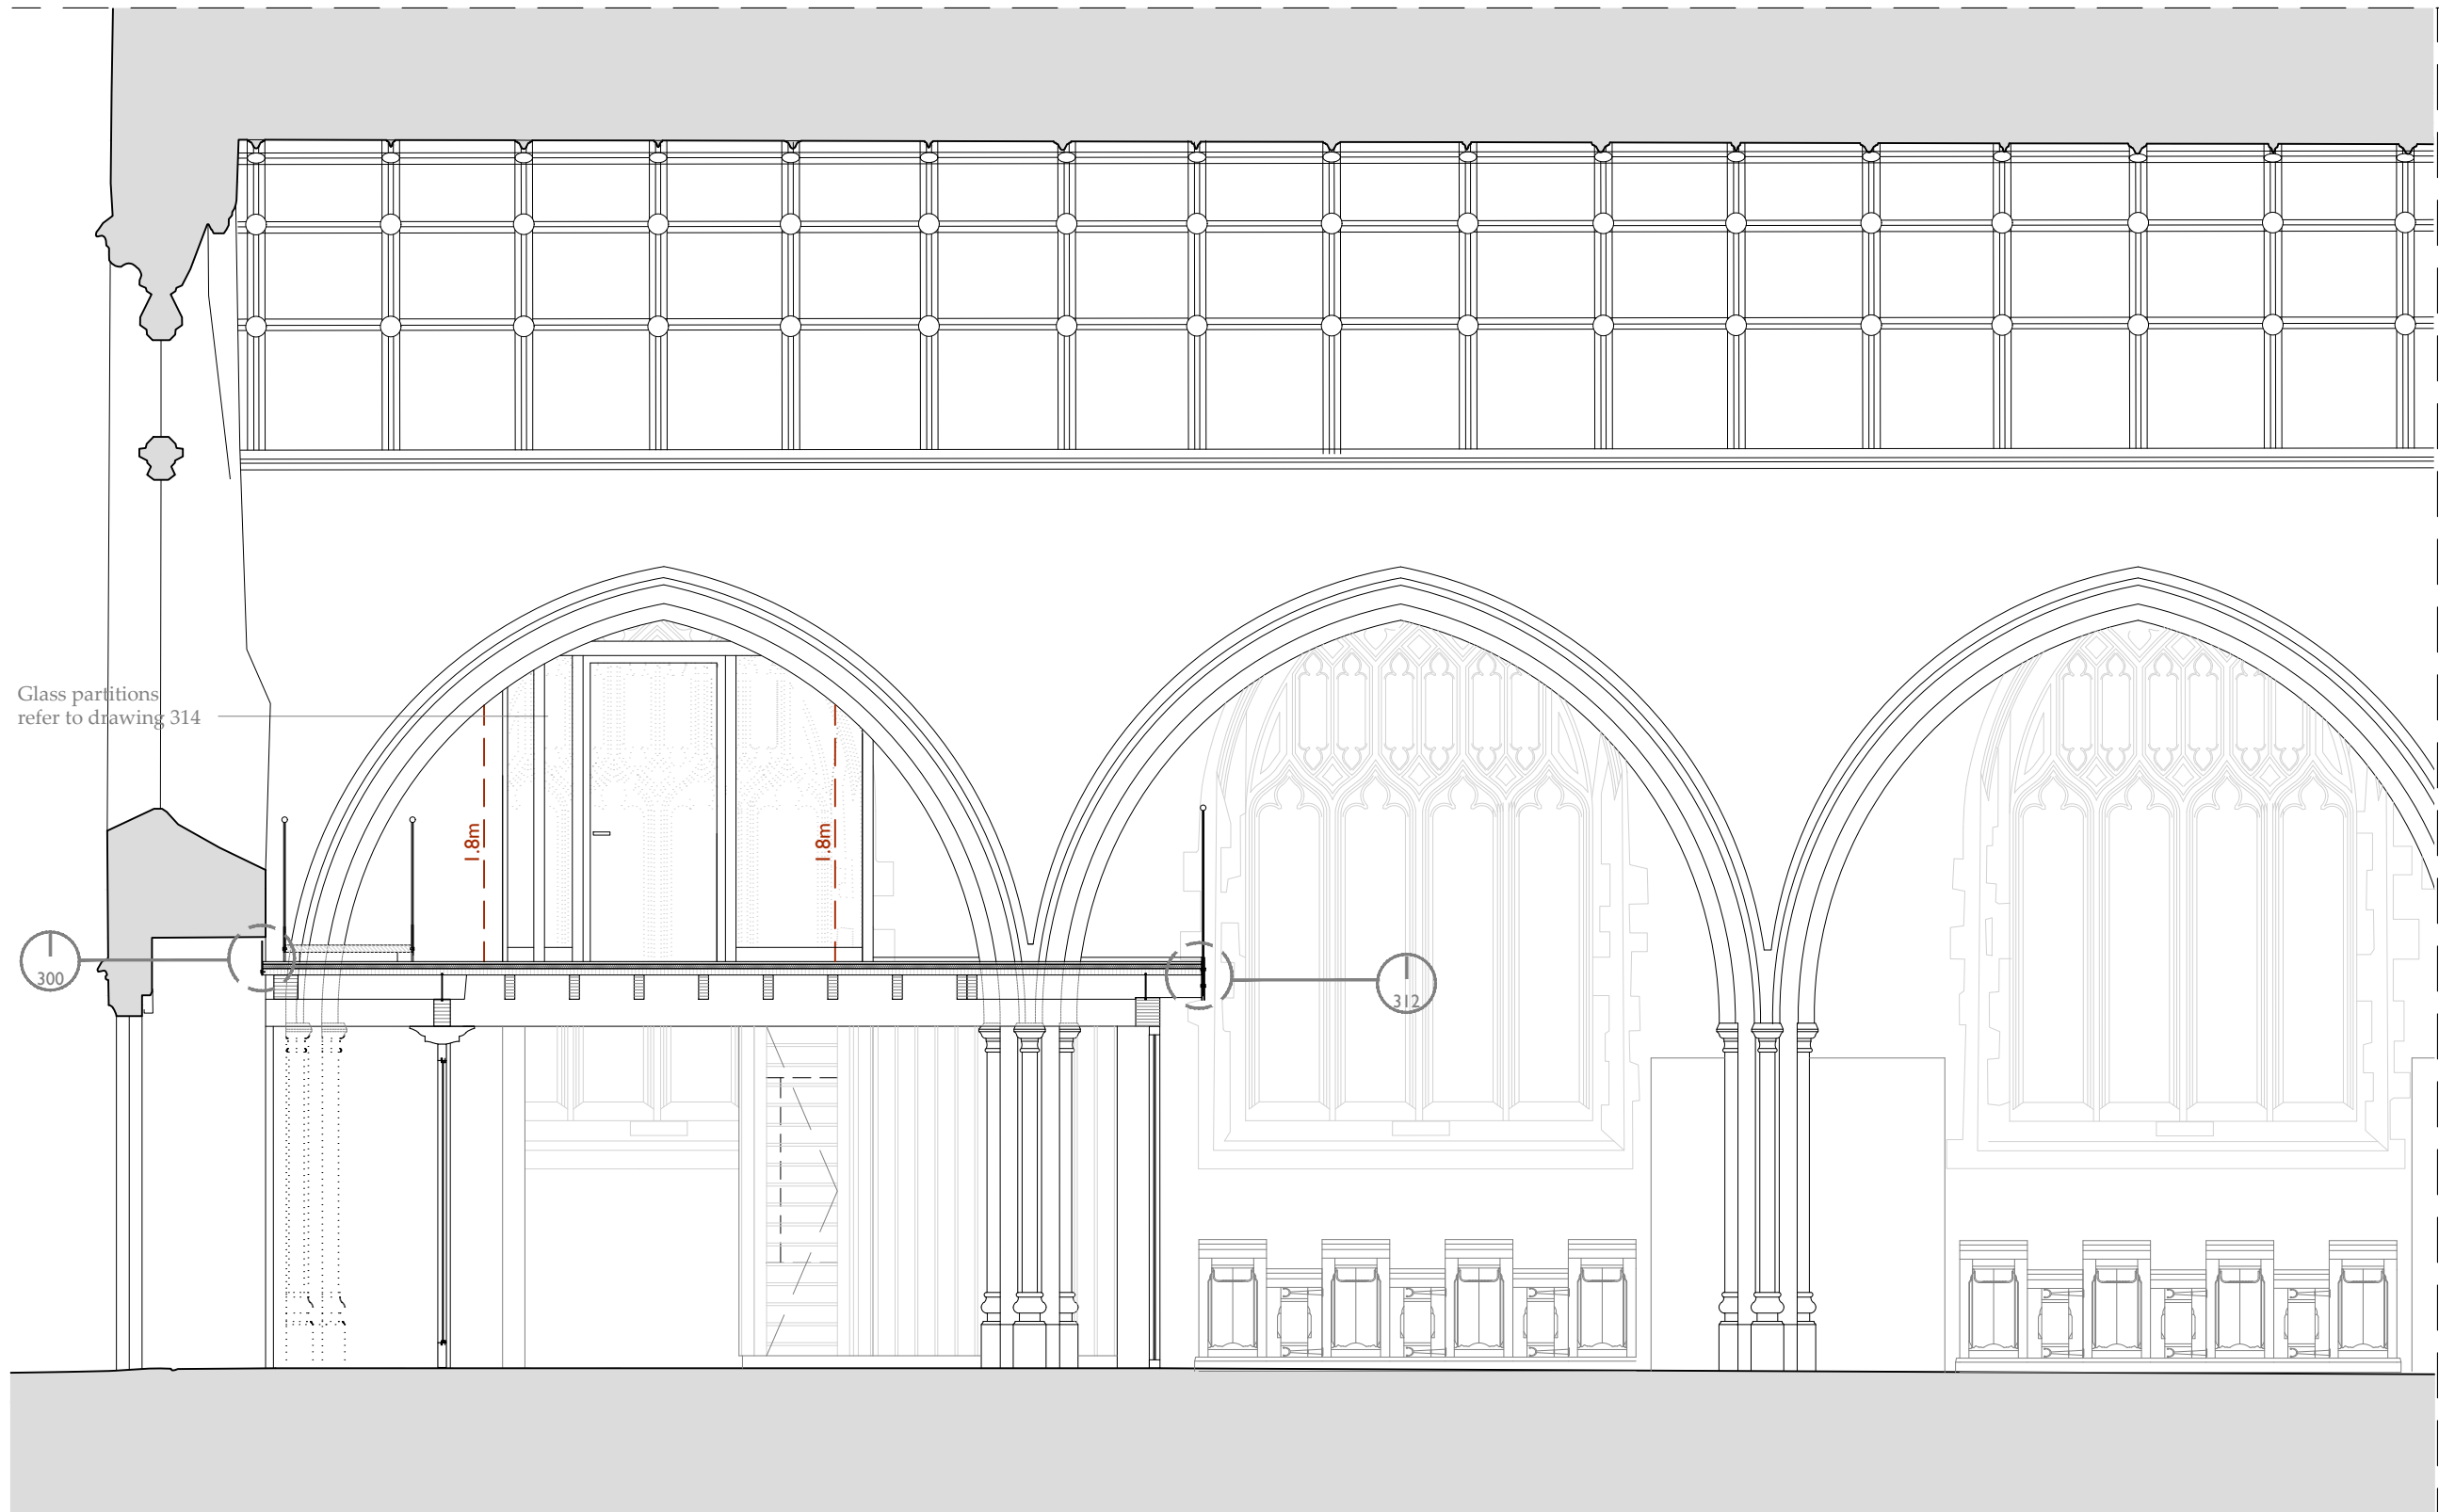 Glass partitions
refer to drawing 314
1.8m
1.8m
300
312